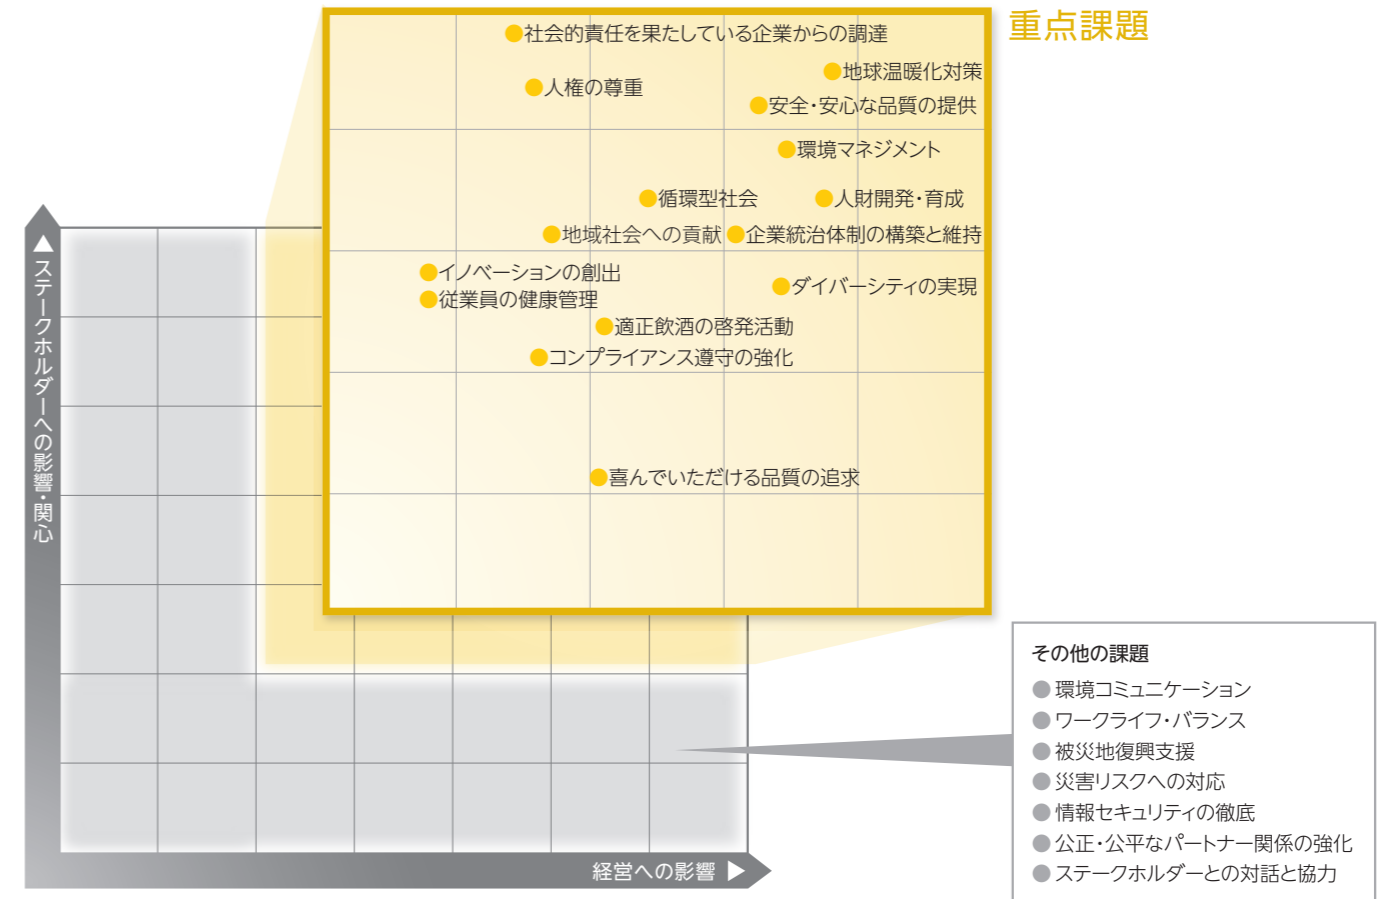 重点課題
●社会的責任を果たしている企業からの調達
●地球温暖化対策
●人権の尊重
●安全・安心な品質の提供
●環境マネジメント
●循環型社会
●人財開発・育成
●地域社会への貢献
●企業統治体制の構築と維持
●イノベーションの創出
●ダイバーシティの実現
●従業員の健康管理
●適正飲酒の啓発活動
●コンプライアンス遵守の強化
●喜んでいただける品質の追求
▲ステークホルダーへの影響・関心
経営への影響 ▶
その他の課題
●環境コミュニケーション
●ワークライフ・バランス
●被災地復興支援
●災害リスクへの対応
●情報セキュリティの徹底
●公正・公平なパートナー関係の強化
●ステークホルダーとの対話と協力